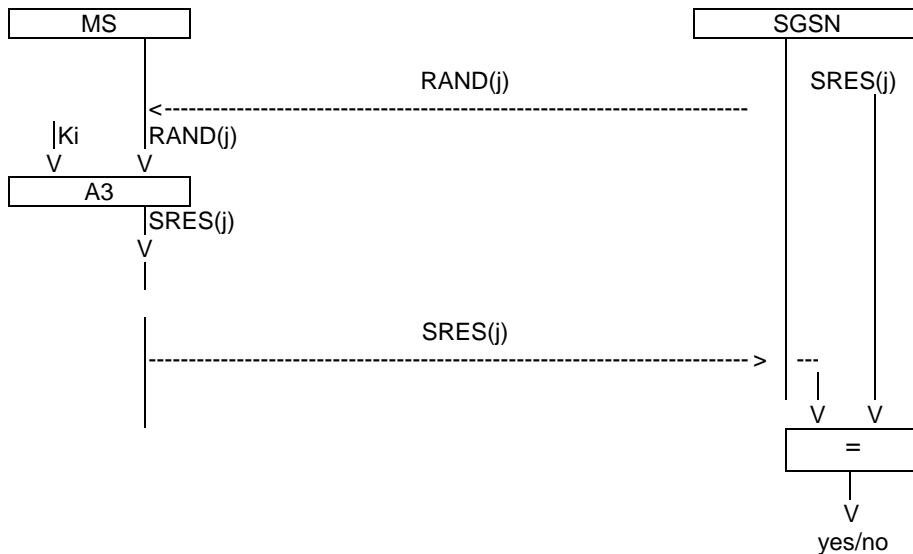 MS SGSN
RAND(j) SRES(j)
<-----------------------------------------------------------------
Ki RAND(j)
V V
A3
SRES(j)
V
SRES(j)
-----------------------------------------------------------------> ---
V V
=
V
yes/no